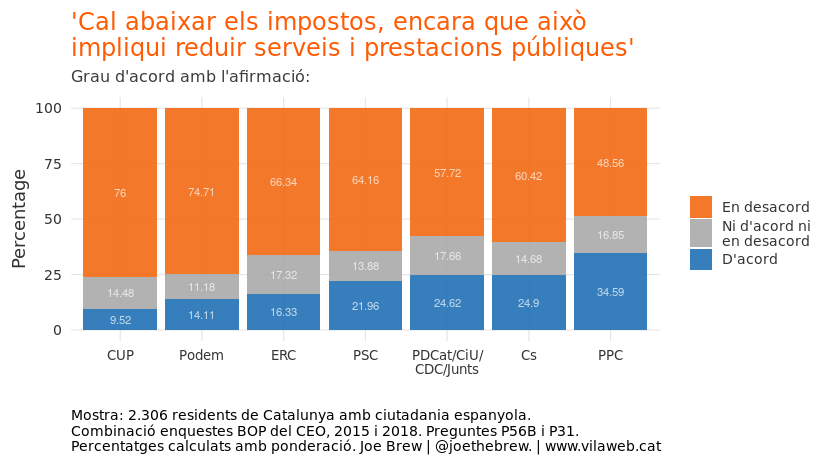 'Cal abaixar els impostos, encara que això
impliqui reduir serveis i prestacions públiques'
Grau d'acord amb l'afirmació:
Percentage
100
75
50
25
0
76
14.48
9.52
74.71
11.18
14.11
66.34
17.32
16.33
64.16
13.88
21.96
57.72
17.66
24.62
60.42
14.68
24.9
48.56
16.85
34.59
CUP
Podem
ERC
PSC
PDCat/CiU/
CDC/Junts
Cs
PPC
En desacord
Ni d'acord ni
en desacord
D'acord
Mostra: 2.306 residents de Catalunya amb ciutadania espanyola.
Combinació enquestes BOP del CEO, 2015 i 2018. Preguntes P56B i P31.
Percentatges calculats amb ponderació. Joe Brew | @joethebrew. | www.vilaweb.cat